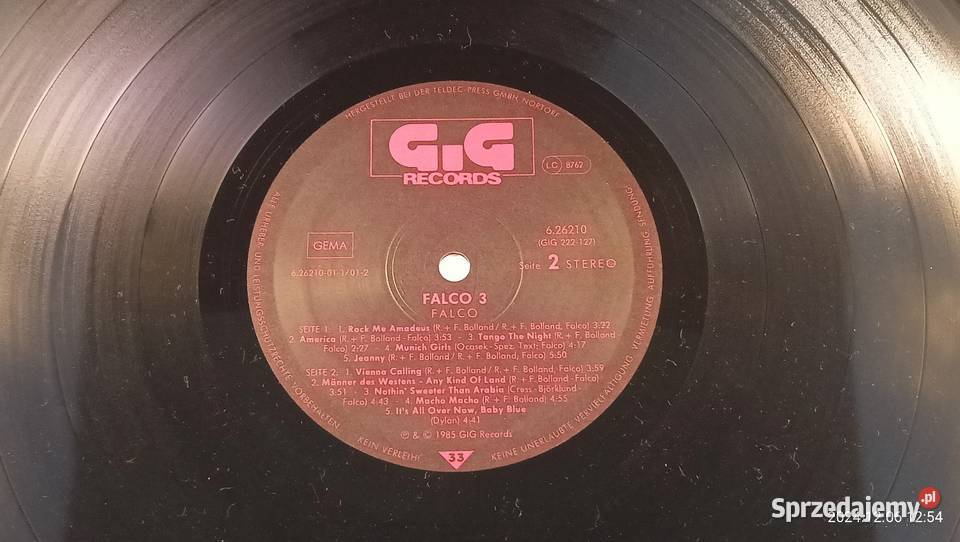 HERGESTELLT BEI DER TELDEC-PRESS GMBH, NORTORF
GiG
RECORDS
LC 8762
GEMA
6.26210-01-1/01-2
6.26210
(GIG 222-127)
Seite 2 STEREO
FALCO 3
FALCO
SEITE 1: 1. Rock Me Amadeus (R. + F. Bolland / R. + F. Bolland, Falco) 3:22
2. America (R. + F. Bolland - Falco) 3:53 - 3. Tango The Night (R. + F. Bolland -
Falco) 2:27 - 4. Munich Girls (Ocasek - Spez. Text: Falco) 4:17
5. Jeanny (R. + F. Bolland / R. + F. Bolland, Falco) 5:50
SEITE 2: 1. Vienna Calling (R. + F. Bolland / R. + F. Bolland, Falco) 3:59
2. Männer des Westens - Any Kind Of Land (R. + F. Bolland, - Falco)
3:51 - 3. Nothin' Sweeter Than Arabia (Cress - Björklund -
Falco) 4:43 - 4. Macho Macho (R. + F. Bolland) 4:55
5. It's All Over Now, Baby Blue
(Dylan) 4:41
℗ & © 1985 GIG Records
33
ALLE URHEBER- UND LEISTUNGSSCHUTZRECHTE VORBEHALTEN
KEIN VERLEIH!
KEINE UNERLAUBTE VERVIELFÄLTIGUNG, VERMIETUNG, AUFFÜHRUNG, SENDUNG!
Sprzedajemy.pl
2024.12.06 12:54